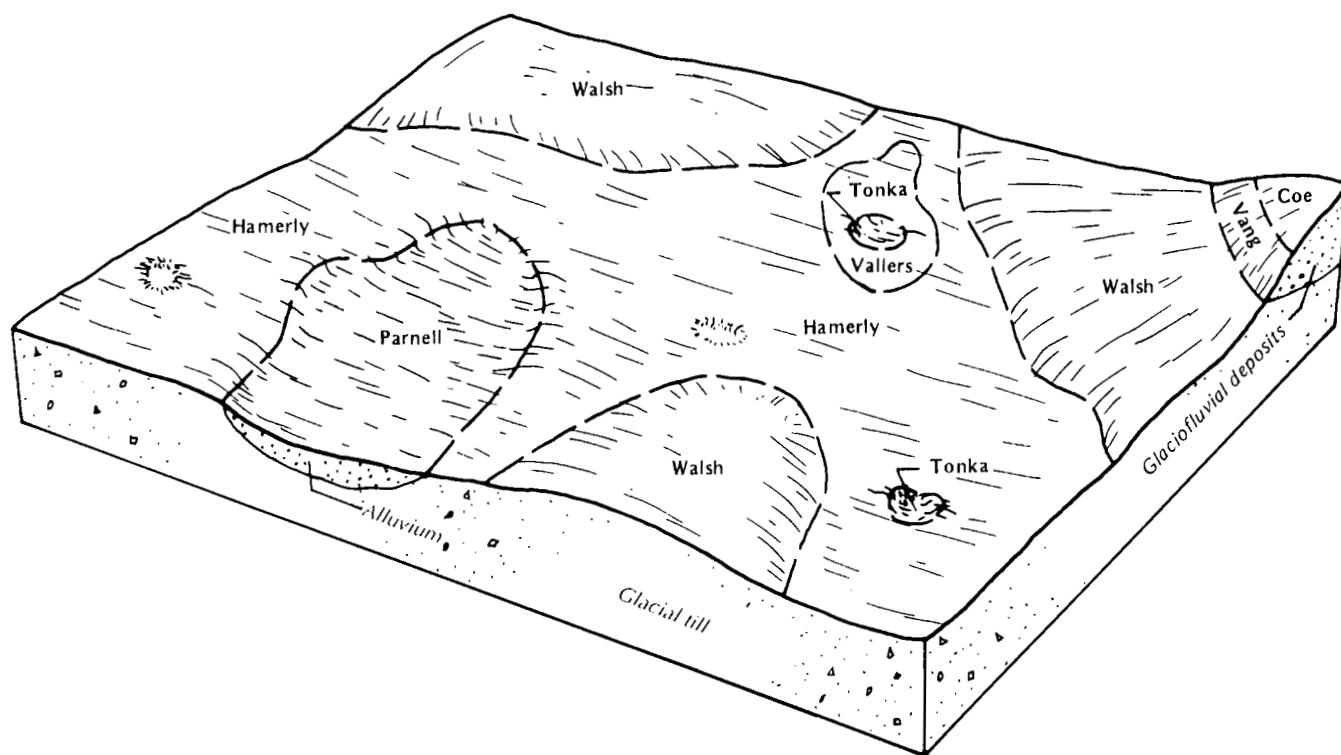 Walsh
Tonka
Coe
Vang
Hamerly
Vallers
Walsh
Hamerly
Parnell
Walsh
Tonka
Glaciofluvial deposits
Alluvium
Glacial till